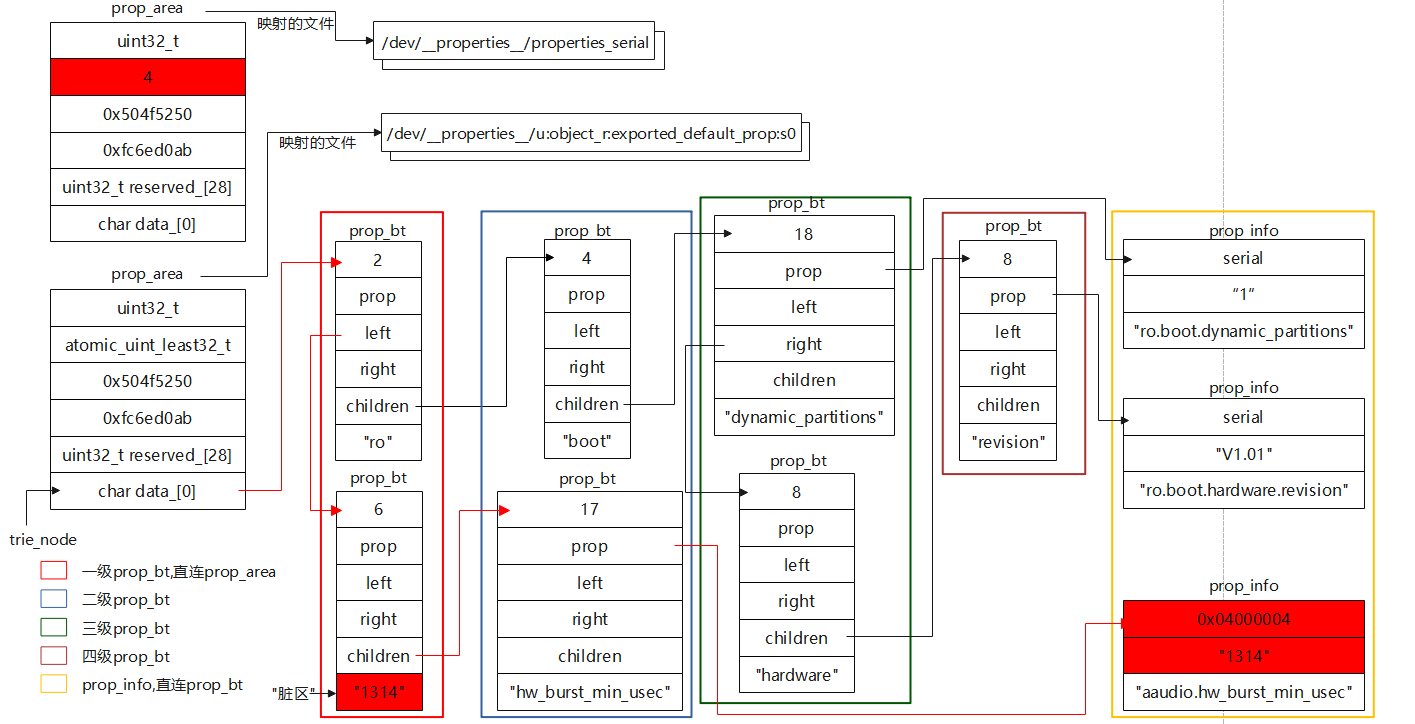 prop_area
映射的文件
/dev/__properties__/properties_serial
uint32_t
4
0x504f5250
0xfc6ed0ab
uint32_t reserved_[28]
char data_[0]
/dev/__properties__/u:object_r:exported_default_prop:s0
映射的文件
prop_area
uint32_t
atomic_uint_least32_t
0x504f5250
0xfc6ed0ab
uint32_t reserved_[28]
char data_[0]
trie_node
prop_bt
2
prop
left
right
children
"ro"
prop_bt
6
prop
left
right
children
"脏区"
"1314"
prop_bt
4
prop
left
right
children
"boot"
prop_bt
17
prop
left
right
children
"hw_burst_min_usec"
prop_bt
18
prop
left
right
children
"dynamic_partitions"
prop_bt
8
prop
left
right
children
"hardware"
prop_bt
8
prop
left
right
children
"revision"
prop_info
serial
"1"
"ro.boot.dynamic_partitions"
prop_info
serial
"V1.01"
"ro.boot.hardware.revision"
prop_info
0x04000004
"1314"
"aaudio.hw_burst_min_usec"
一级prop_bt,直连prop_area
二级prop_bt
三级prop_bt
四级prop_bt
prop_info,直连prop_bt